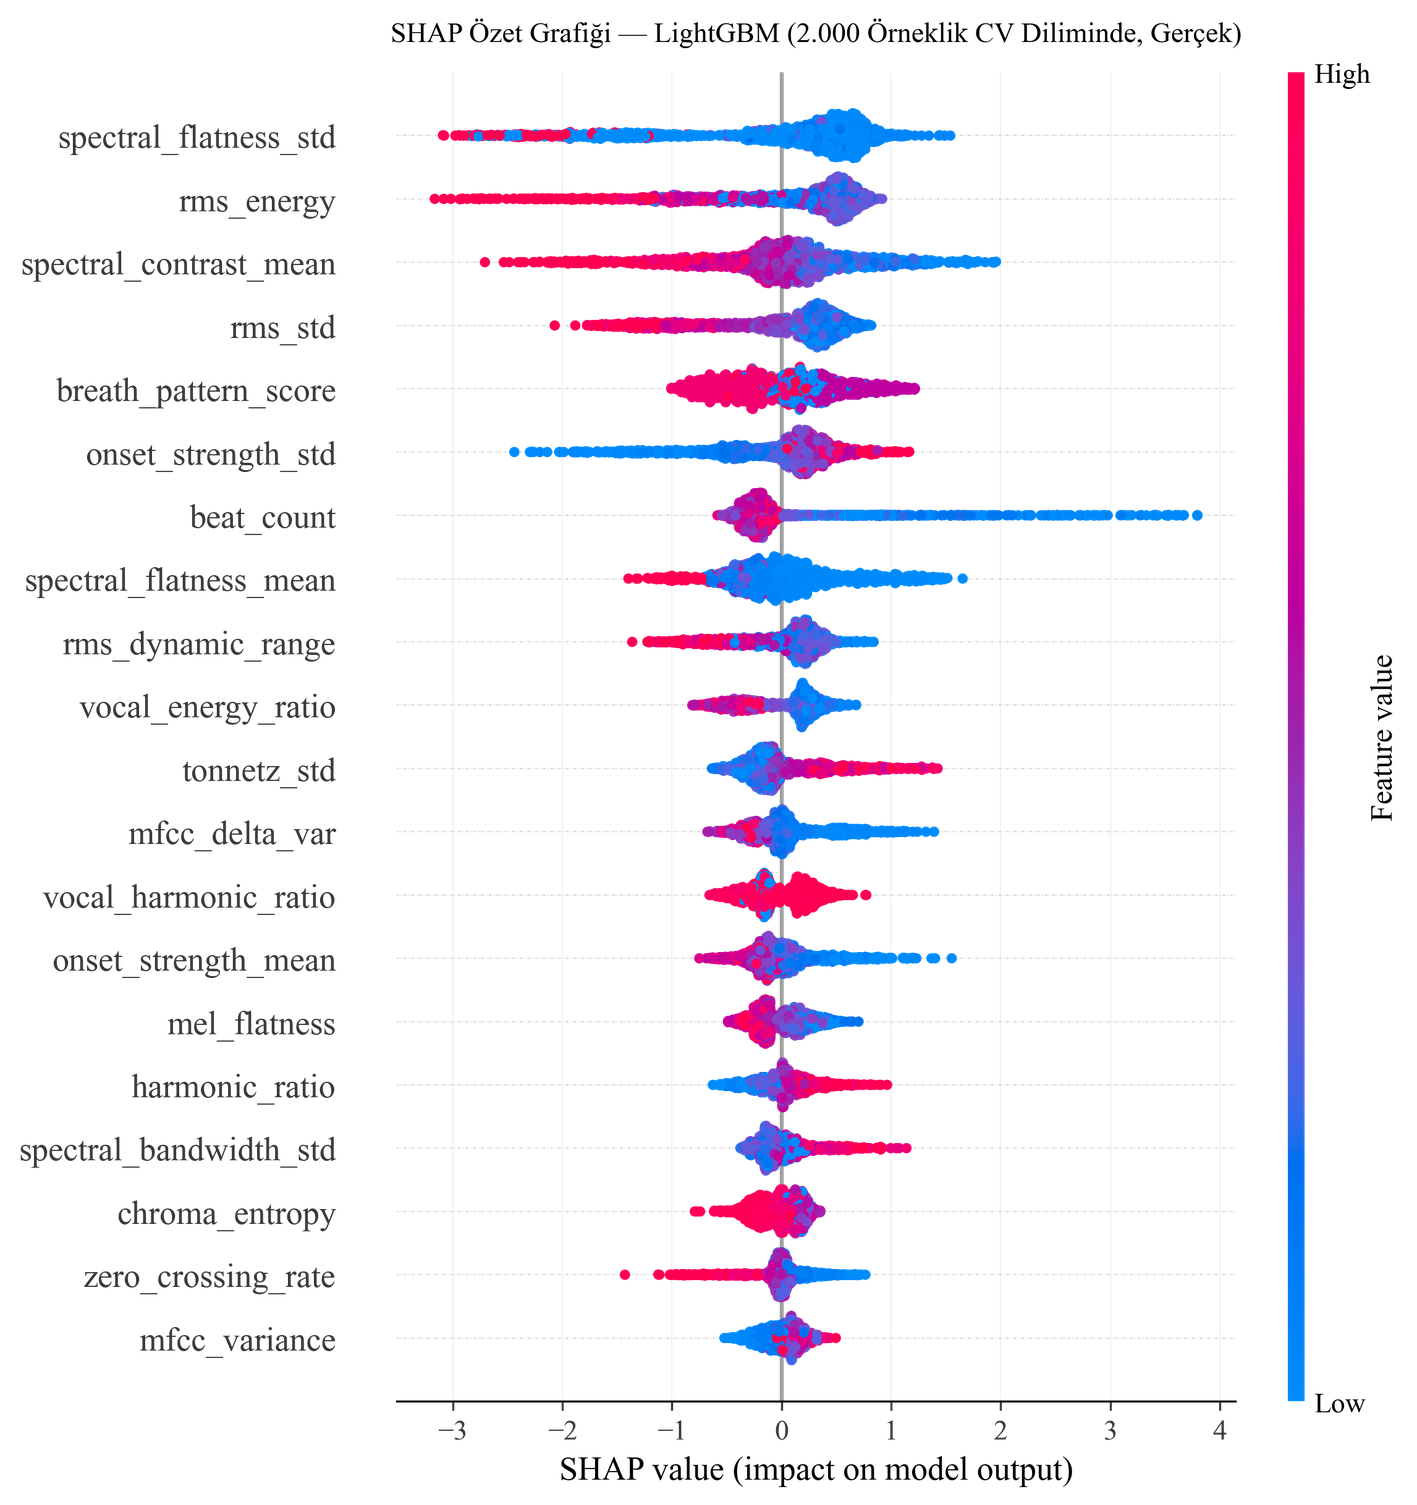 SHAP Özet Grafiği — LightGBM (2.000 Örneklik CV Diliminde, Gerçek)
High
spectral_flatness_std
rms_energy
spectral_contrast_mean
rms_std
breath_pattern_score
onset_strength_std
beat_count
spectral_flatness_mean
rms_dynamic_range
vocal_energy_ratio
tonnetz_std
mfcc_delta_var
vocal_harmonic_ratio
onset_strength_mean
mel_flatness
harmonic_ratio
spectral_bandwidth_std
chroma_entropy
zero_crossing_rate
mfcc_variance
Feature value
Low
−3 −2 −1 0 1 2 3 4
SHAP value (impact on model output)